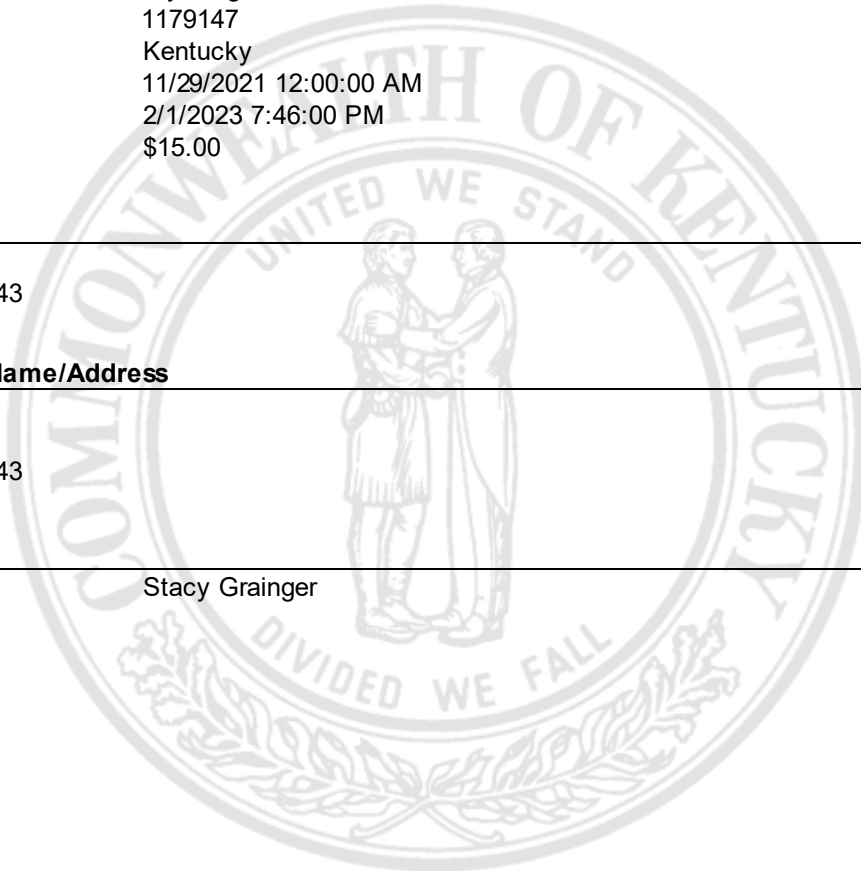 1179147
Kentucky
11/29/2021 12:00:00 AM
2/1/2023 7:46:00 PM
$15.00
COMMONWEALTH OF KENTUCKY
UNITED WE STAND
43
Name/Address
43
Stacy Grainger
DIVIDED WE FALL